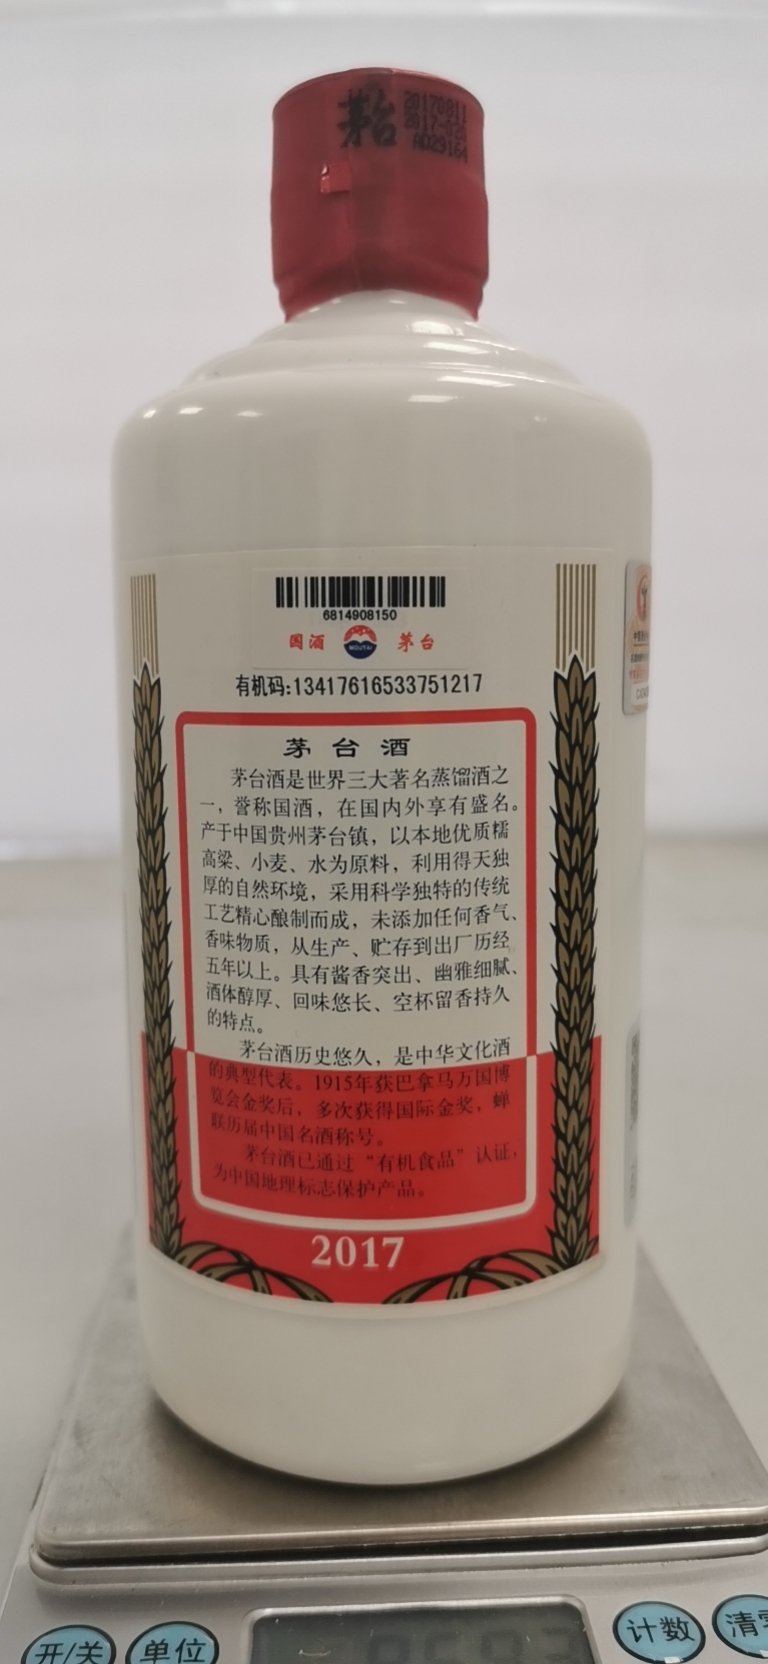 茅台
20170811
2017-020
AD29164
6814908150
国酒 MOUTAI 茅台
有机码:13417616533751217
茅台酒
茅台酒是世界三大著名蒸馏酒之
一，誉称国酒，在国内外享有盛名。
产于中国贵州茅台镇，以本地优质糯
高粱、小麦、水为原料，利用得天独
厚的自然环境，采用科学独特的传统
工艺精心酿制而成，未添加任何香气、
香味物质，从生产、贮存到出厂历经
五年以上。具有酱香突出、幽雅细腻、
酒体醇厚、回味悠长、空杯留香持久
的特点。
茅台酒历史悠久，是中华文化酒
的典型代表。1915年获巴拿马万国博
览会金奖后，多次获得国际金奖，蝉
联历届中国名酒称号。
茅台酒已通过“有机食品”认证，
为中国地理标志保护产品。
2017
开/关 单位 计数 清零